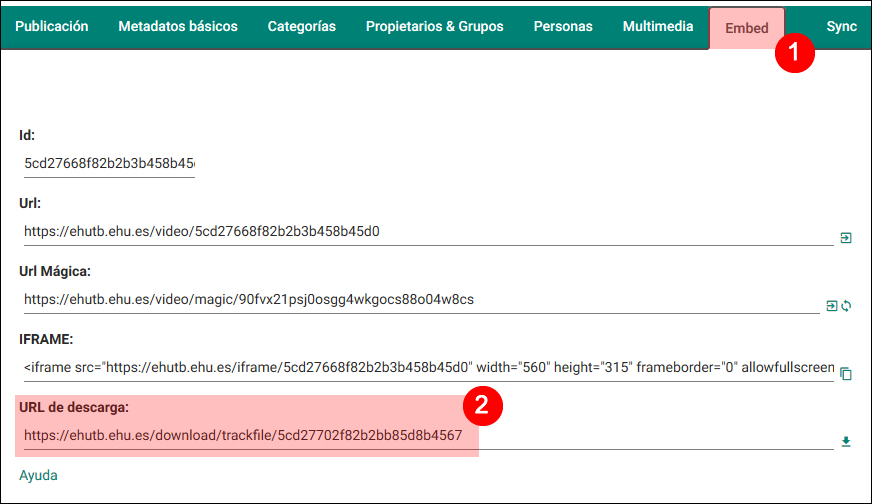 Publicación Metadatos básicos Categorías Propietarios & Grupos Personas Multimedia Embed Sync
1
Id:
5cd27668f82b2b3b458b45
Url:
https://ehutb.ehu.es/video/5cd27668f82b2b3b458b45d0
Url Mágica:
https://ehutb.ehu.es/video/magic/90fvx21psj0osgg4wkgocs88o04w8cs
IFRAME:
<iframe src="https://ehutb.ehu.es/iframe/5cd27668f82b2b3b458b45d0" width="560" height="315" frameborder="0" allowfullscreen
URL de descarga:
2
https://ehutb.ehu.es/download/trackfile/5cd27702f82b2bb85d8b4567
Ayuda